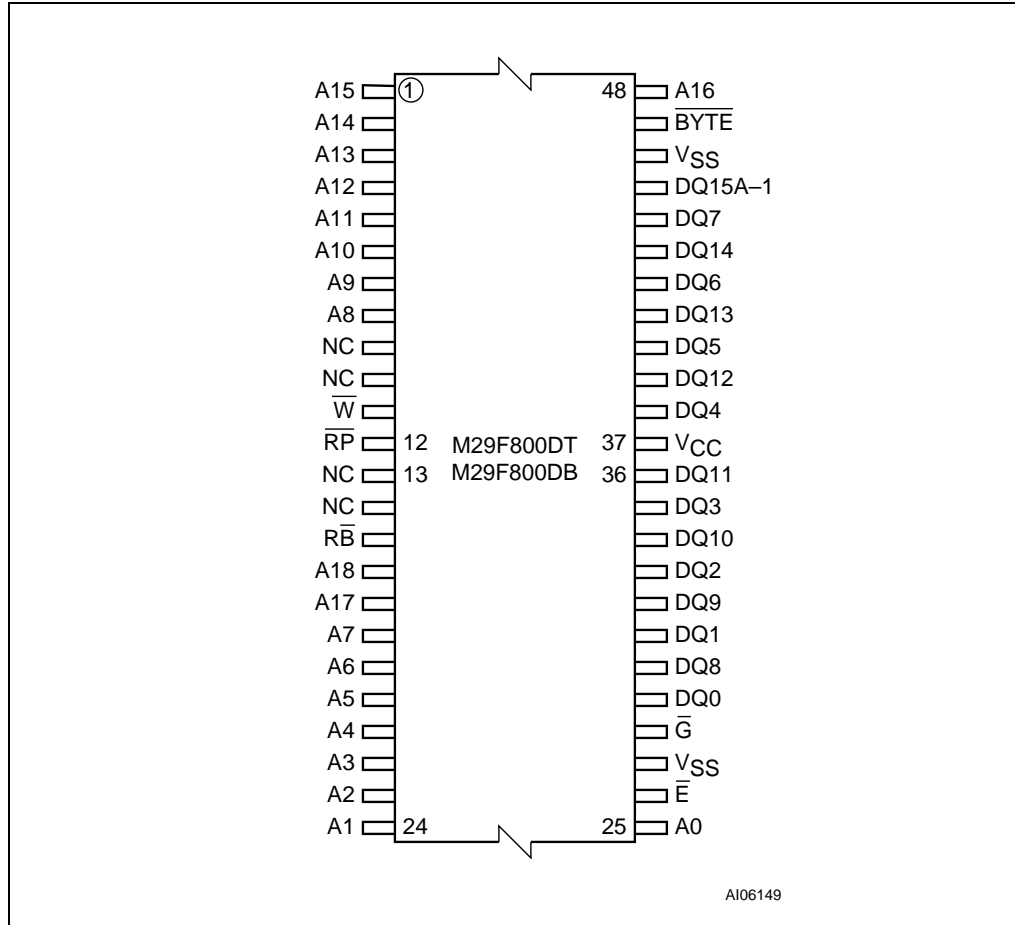 A15 1 48 A16
A14 B̅Y̅T̅E̅
A13 VSS
A12 DQ15A–1
A11 DQ7
A10 DQ14
A9 DQ6
A8 DQ13
NC DQ5
NC DQ12
W̅ DQ4
R̅P̅ 12 M29F800DT 37 VCC
NC 13 M29F800DB 36 DQ11
NC DQ3
RB̅ DQ10
A18 DQ2
A17 DQ9
A7 DQ1
A6 DQ8
A5 DQ0
A4 G̅
A3 VSS
A2 E̅
A1 24 25 A0
AI06149